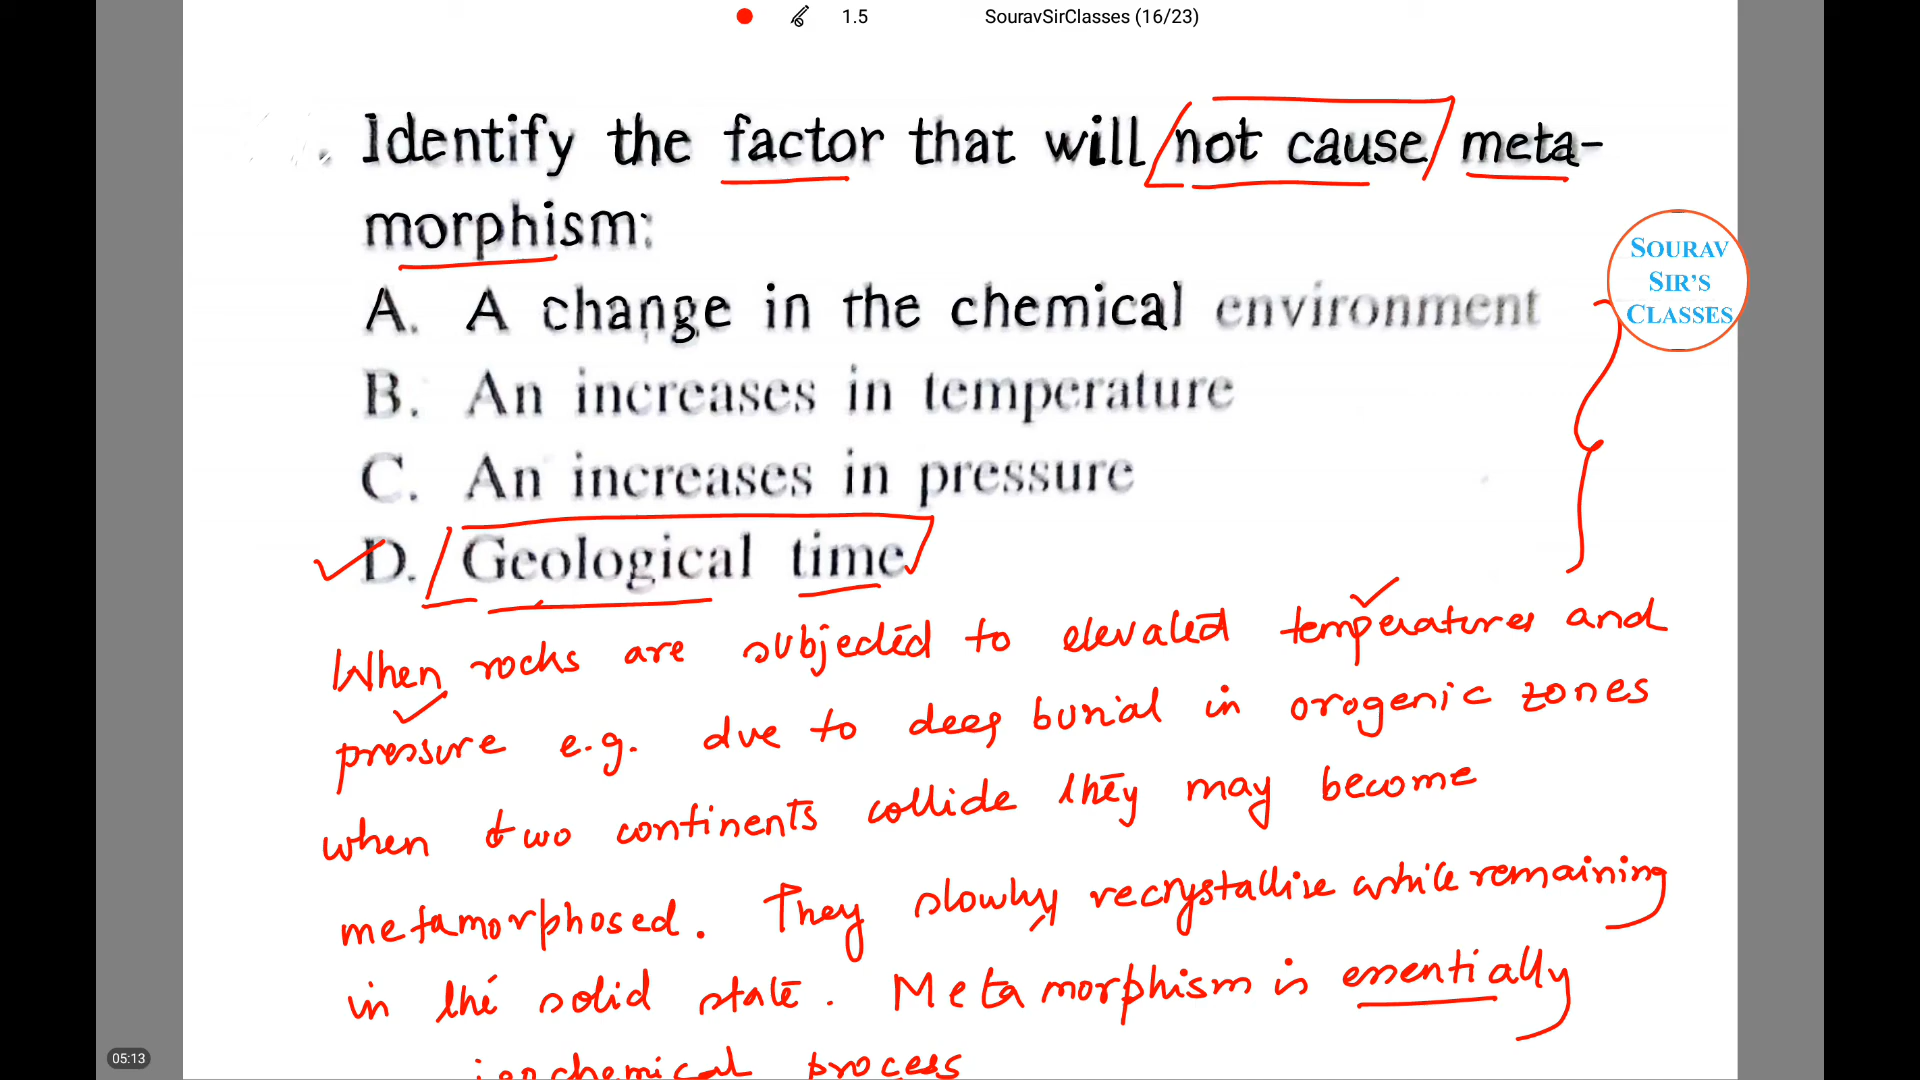 1.5 SouravSirClasses (16/23)
Identify the factor that will not cause meta-
morphism:
SOURAV
SIR'S
CLASSES
A. A change in the chemical environment
B. An increases in temperature
C. An increases in pressure
D. Geological time
When rocks are subjected to elevated temperatures and
pressure e.g. due to deep burial in orogenic zones
when two continents collide they may become
metamorphosed. They slowly recrystallise while remaining
in the solid state. Metamorphism is essentially
process
05:13